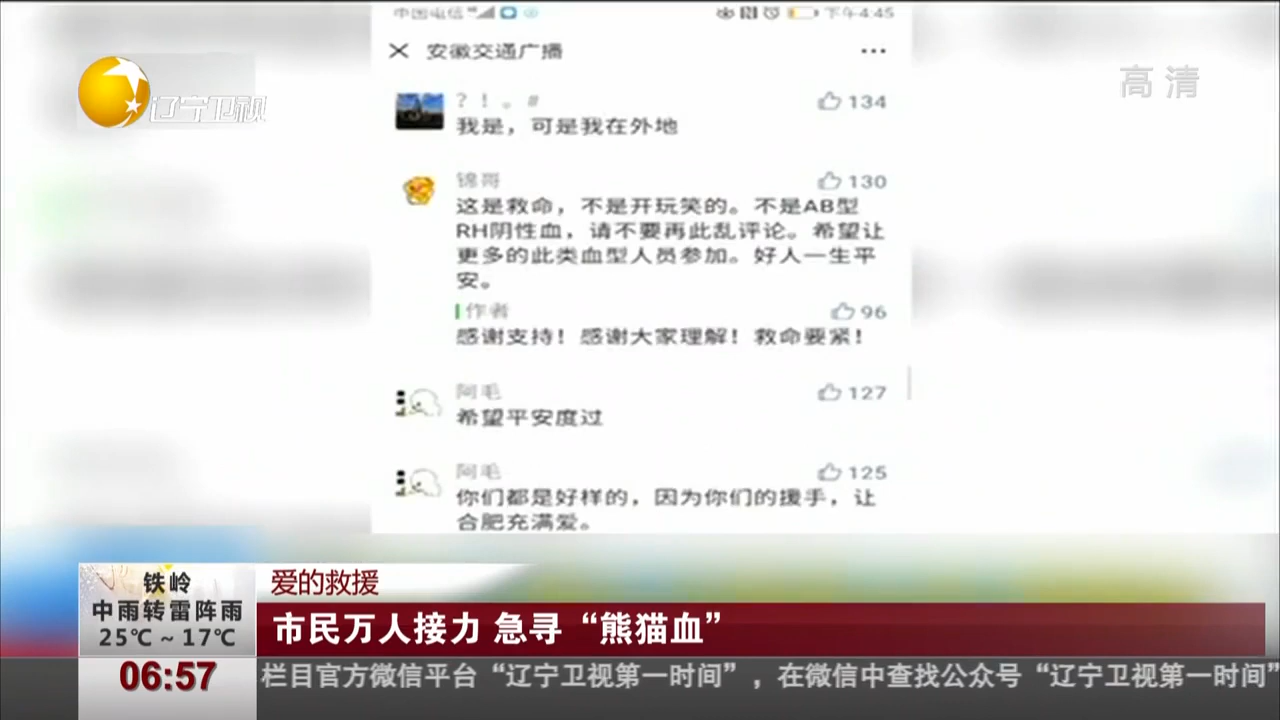 中国电信
下午4:45
安徽交通广播
辽宁卫视
高清
？！。#
134
我是，可是我在外地
锦哥
130
这是救命，不是开玩笑的。不是AB型
RH阴性血，请不要再此乱评论。希望让
更多的此类血型人员参加。好人一生平
安。
作者
96
感谢支持！感谢大家理解！救命要紧！
阿毛
127
希望平安度过
阿毛
125
你们都是好样的，因为你们的援手，让
合肥充满爱。
铁岭
中雨转雷阵雨
25℃～17℃
爱的救援
市民万人接力 急寻“熊猫血”
06:57
栏目官方微信平台“辽宁卫视第一时间”，在微信中查找公众号“辽宁卫视第一时间”